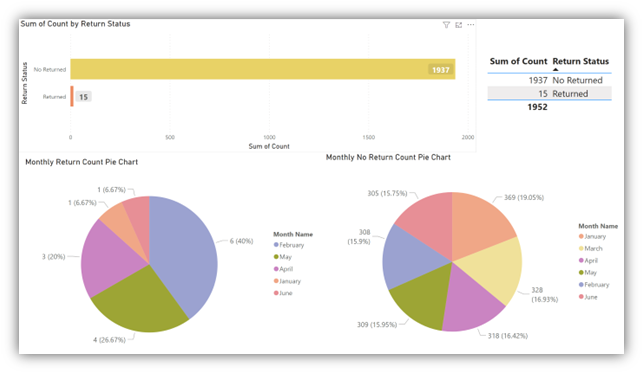 Sum of Count by Return Status
Return Status
No Returned
1937
Returned
15
0
500
1000
1500
2000
Sum of Count
Sum of Count Return Status
1937 No Returned
15 Returned
1952
Monthly Return Count Pie Chart
1 (6.67%)
1 (6.67%)
3 (20%)
6 (40%)
4 (26.67%)
Month Name
February
May
April
January
June
Monthly No Return Count Pie Chart
305 (15.75%)
369 (19.05%)
308
(15.9%)
328
(16.93%)
309 (15.95%)
318 (16.42%)
Month Name
January
March
April
May
February
June